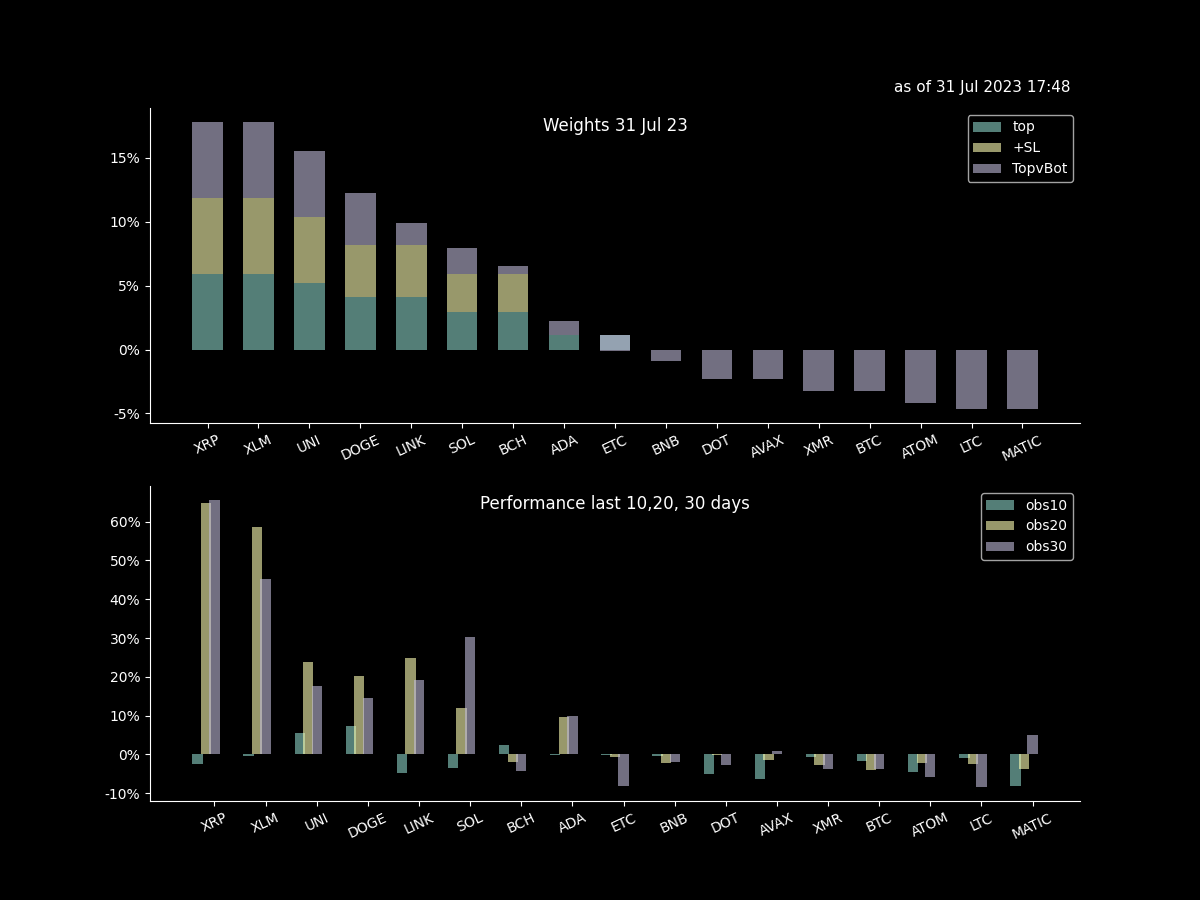 as of 31 Jul 2023 17:48
Weights 31 Jul 23
top
+SL
TopvBot
15%
10%
5%
0%
-5%
XRP XLM UNI DOGE LINK SOL BCH ADA ETC BNB DOT AVAX XMR BTC ATOM LTC MATIC
Performance last 10,20, 30 days
obs10
obs20
obs30
60%
50%
40%
30%
20%
10%
0%
-10%
XRP XLM UNI DOGE LINK SOL BCH ADA ETC BNB DOT AVAX XMR BTC ATOM LTC MATIC